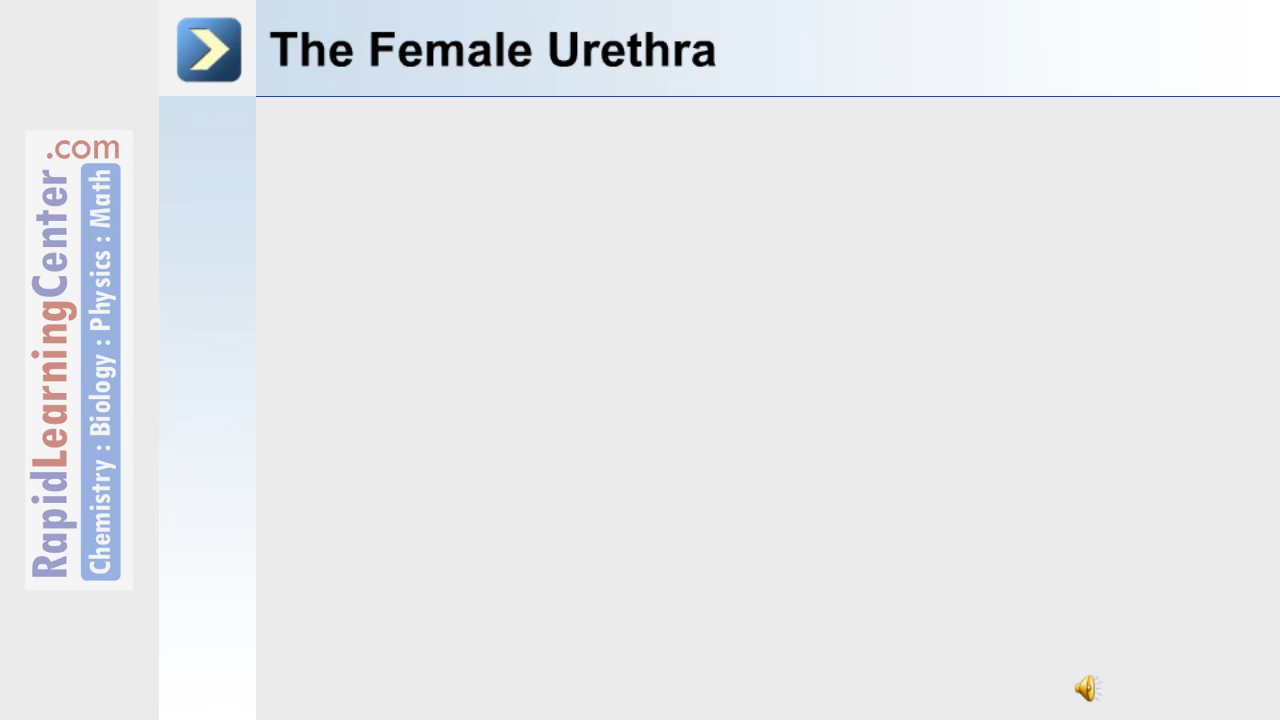 The Female Urethra
RapidLearningCenter
.com
Chemistry : Biology : Physics : Math